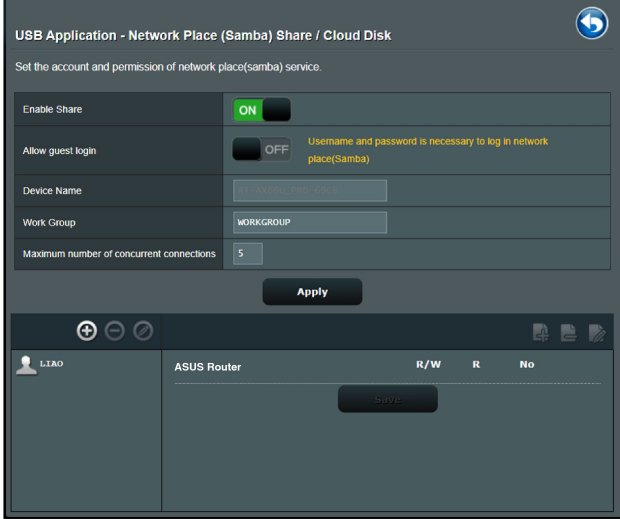 USB Application - Network Place (Samba) Share / Cloud Disk
Set the account and permission of network place(samba) service.
Enable Share
ON
Allow guest login
OFF
Username and password is necessary to log in network
place(Samba)
Device Name
Work Group
WORKGROUP
Maximum number of concurrent connections
5
Apply
LIAO
ASUS Router
R/W
R
No
Save